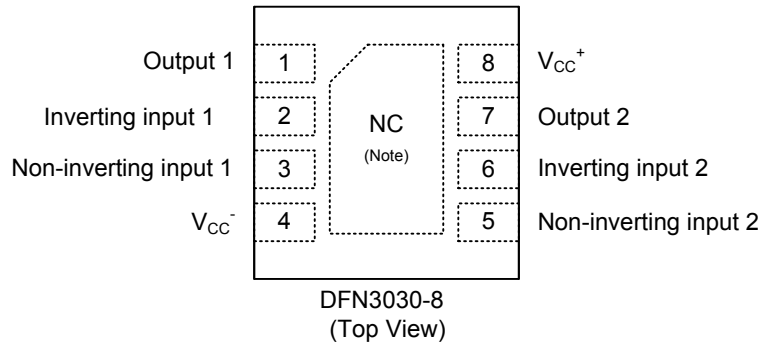 Output 1
1
8
VCC+
Inverting input 1
2
7
Output 2
NC
(Note)
Non-inverting input 1
3
6
Inverting input 2
VCC-
4
5
Non-inverting input 2
DFN3030-8
(Top View)